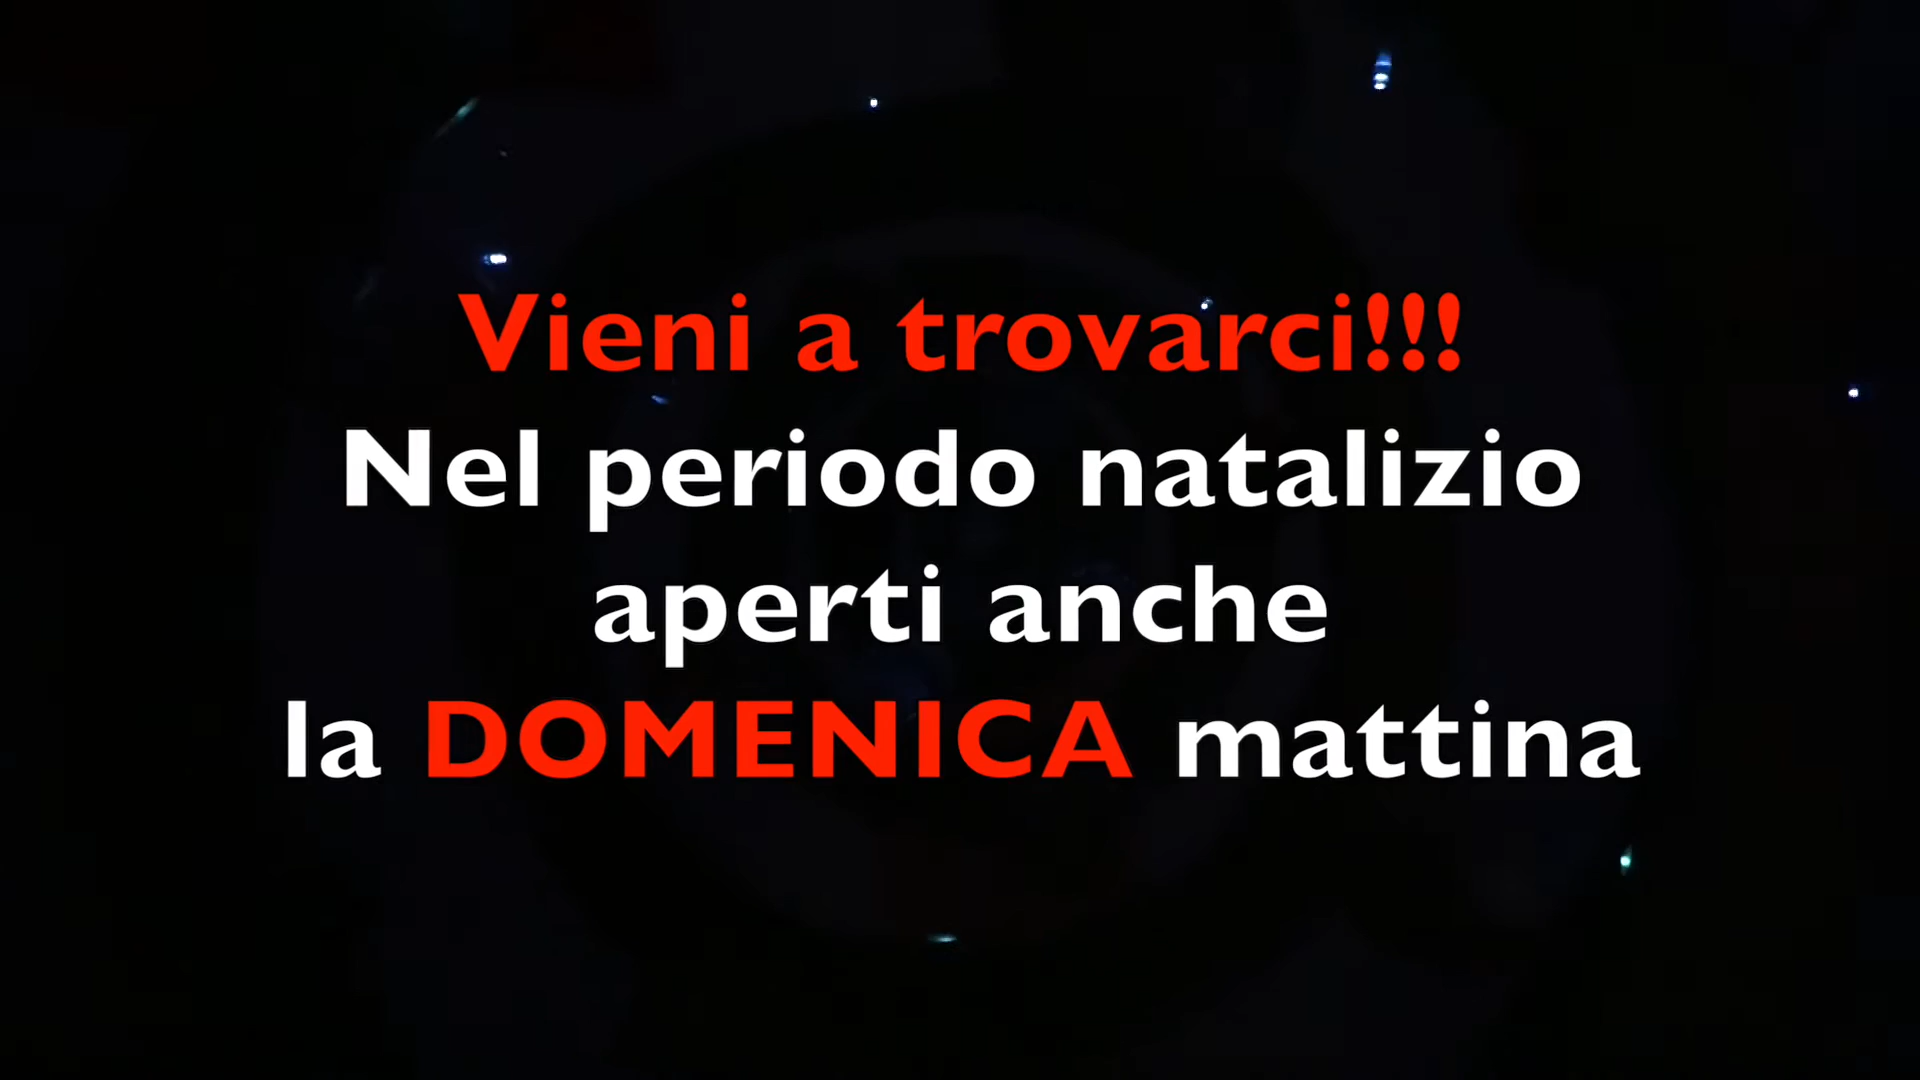 Vieni a trovarci!!!
Nel periodo natalizio
aperti anche
la DOMENICA mattina